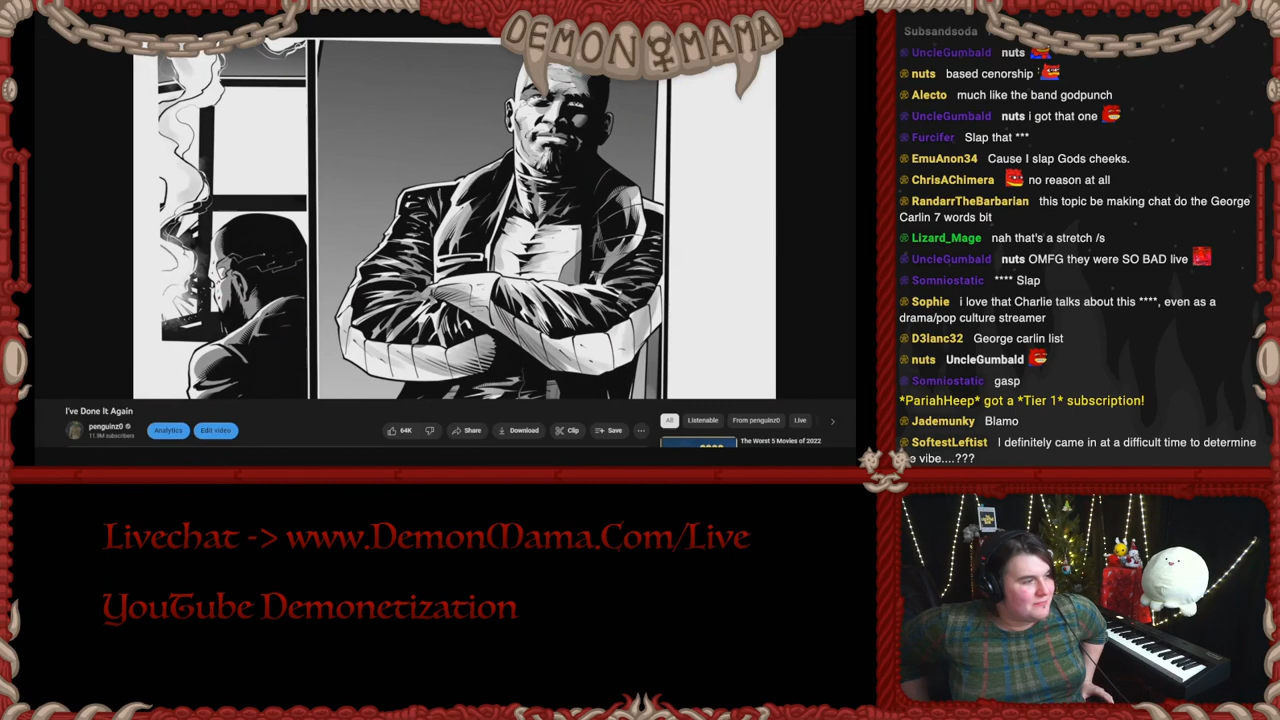 DEMON MAMA
I've Done It Again
penguinz0
11.9M subscribers
Analytics
Edit video
64K
Share
Download
Clip
Save
All
Listenable
From penguinz0
Live
The Worst 5 Movies of 2022
Subsandsoda
UncleGumbald nuts
nuts based cenorship
Alecto much like the band godpunch
UncleGumbald nuts i got that one
Furcifer Slap that ***
EmuAnon34 Cause I slap Gods cheeks.
ChrisAChimera no reason at all
RandarrTheBarbarian this topic be making chat do the George
Carlin 7 words bit
Lizard_Mage nah that's a stretch /s
UncleGumbald nuts OMFG they were SO BAD live
Somniostatic **** Slap
Sophie i love that Charlie talks about this ****, even as a
drama/pop culture streamer
D3lanc32 George carlin list
nuts UncleGumbald
Somniostatic gasp
*PariahHeep* got a *Tier 1* subscription!
Jademunky Blamo
SoftestLeftist I definitely came in at a difficult time to determine
vibe....???
Livechat -> www.DemonMama.Com/Live
YouTube Demonetization